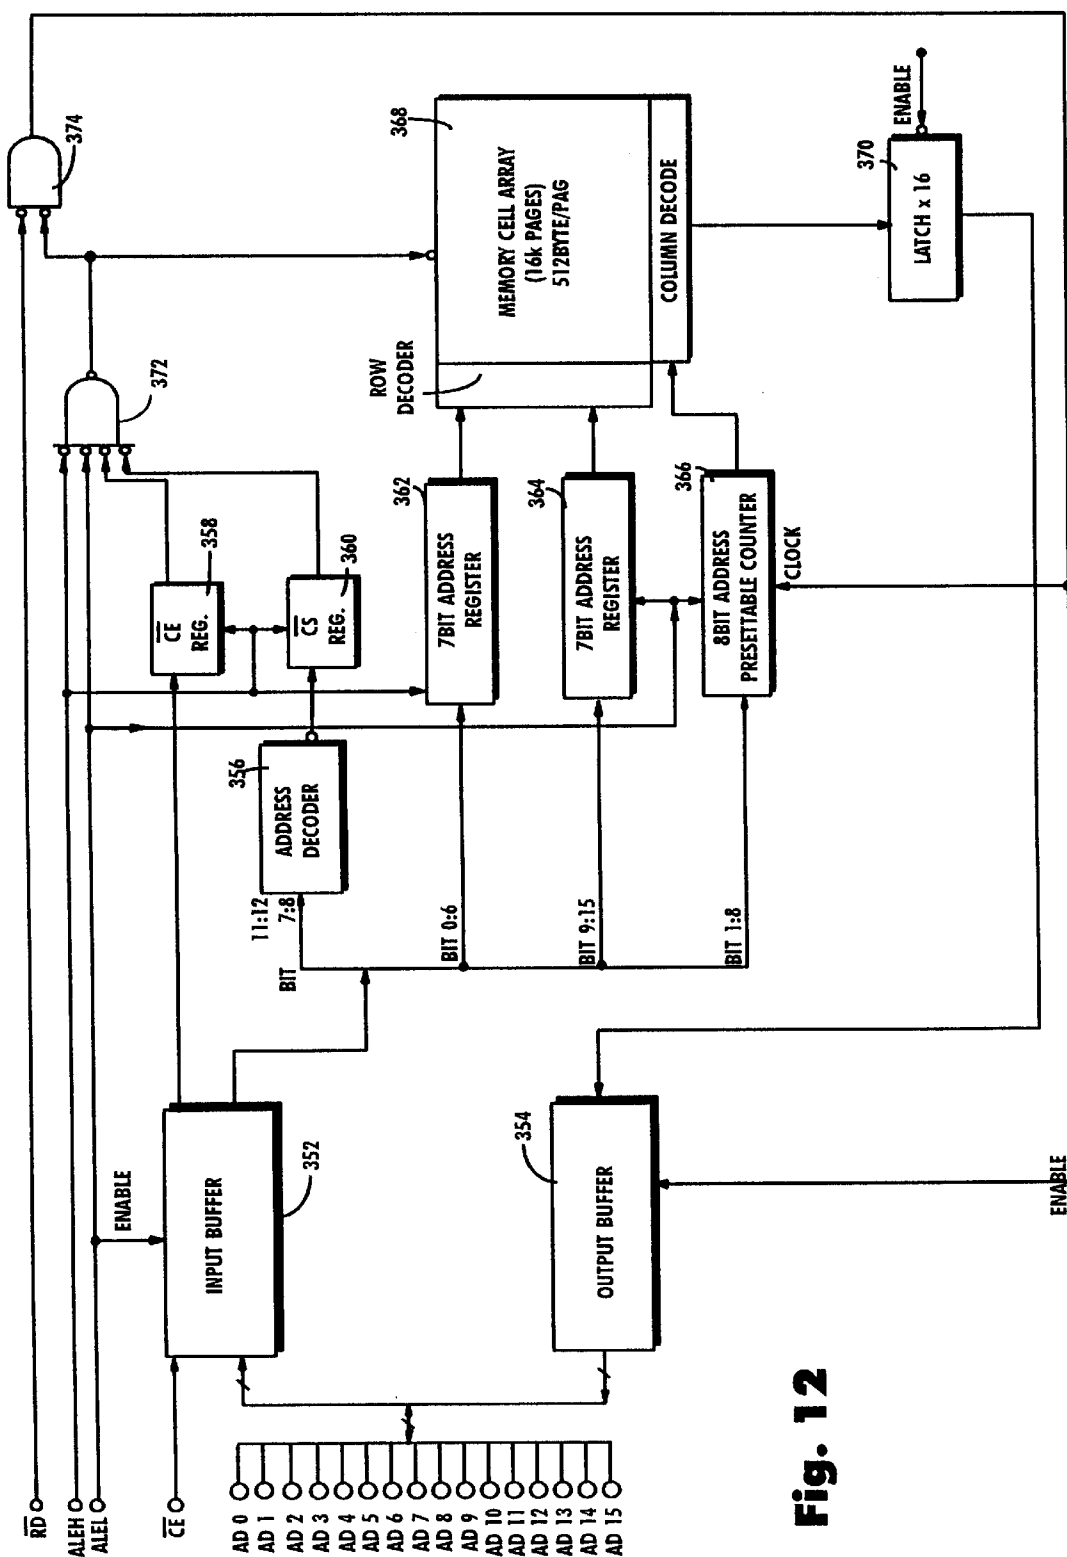 RD
ALEH
ALEL
CE
AD 0
AD 1
AD 2
AD 3
AD 4
AD 5
AD 6
AD 7
AD 8
AD 9
AD 10
AD 11
AD 12
AD 13
AD 14
AD 15
ENABLE
INPUT BUFFER
352
OUTPUT BUFFER
354
ENABLE
BIT
11:12
7:8
BIT 0:6
BIT 9:15
BIT 1:8
ADDRESS
DECODER
356
CE
REG.
358
CS
REG.
360
7BIT ADDRESS
REGISTER
362
7BIT ADDRESS
REGISTER
364
8BIT ADDRESS
PRESETTABLE COUNTER
366
CLOCK
372
374
ROW
DECODER
MEMORY CELL ARRAY
(16k PAGES)
512BYTE/PAG
368
COLUMN DECODE
LATCH x 16
370
ENABLE
Fig. 12